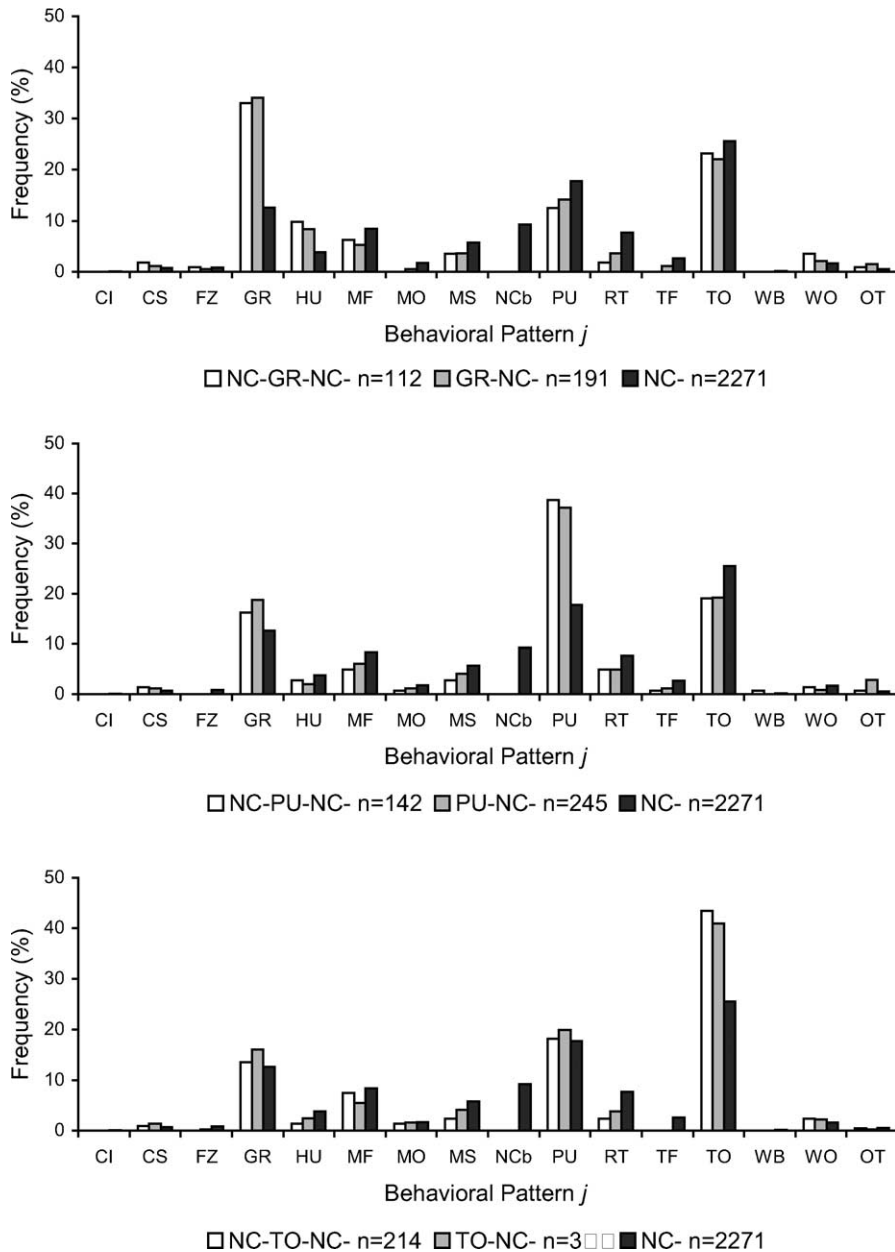 50
40
30
20
10
0
Frequency (%)
CI CS FZ GR HU MF MO MS NCb PU RT TF TO WB WO OT
Behavioral Pattern j
NC-GR-NC- n=112 GR-NC- n=191 NC- n=2271
50
40
30
20
10
0
Frequency (%)
CI CS FZ GR HU MF MO MS NCb PU RT TF TO WB WO OT
Behavioral Pattern j
NC-PU-NC- n=142 PU-NC- n=245 NC- n=2271
50
40
30
20
10
0
Frequency (%)
CI CS FZ GR HU MF MO MS NCb PU RT TF TO WB WO OT
Behavioral Pattern j
NC-TO-NC- n=214 TO-NC- NC- n=2271